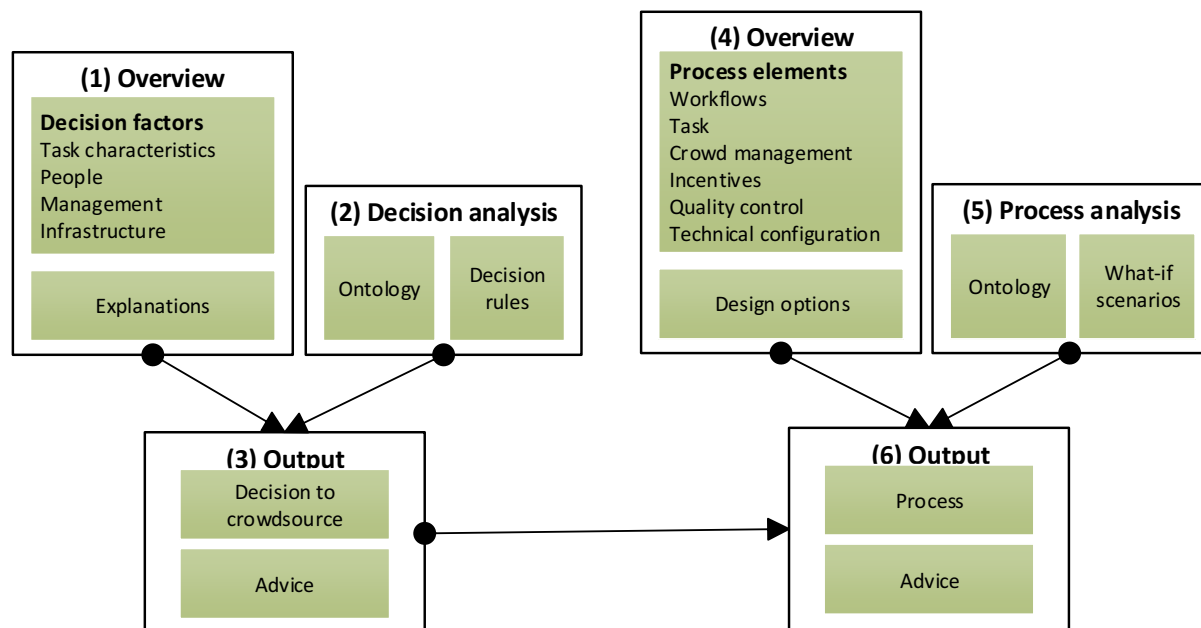 (1) Overview
Decision factors
Task characteristics
People
Management
Infrastructure
Explanations
(2) Decision analysis
Ontology
Decision
rules
(3) Output
Decision to
crowdsource
Advice
(4) Overview
Process elements
Workflows
Task
Crowd management
Incentives
Quality control
Technical configuration
Design options
(5) Process analysis
Ontology
What-if
scenarios
(6) Output
Process
Advice